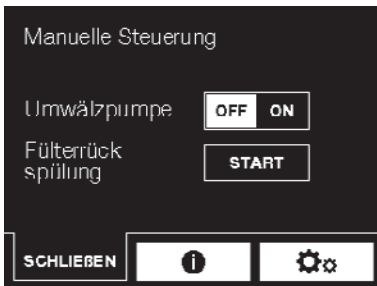 Manuelle Steuerung
Umwälzpumpe OFF ON
Fülterrück
spülung START
SCHLIEßEN